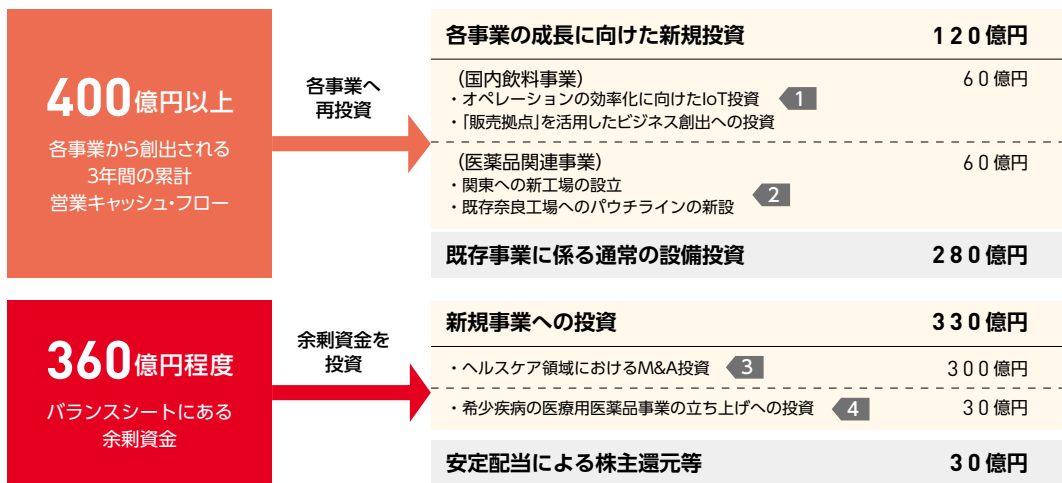 400億円以上
各事業から創出される
3年間の累計
営業キャッシュ・フロー
各事業へ
再投資
各事業の成長に向けた新規投資 120億円
(国内飲料事業) 60億円
・オペレーションの効率化に向けたIoT投資 1
・「販売拠点」を活用したビジネス創出への投資
(医薬品関連事業) 60億円
・関東への新工場の設立
・既存奈良工場へのパウチラインの新設 2
既存事業に係る通常の設備投資 280億円
360億円程度
バランスシートにある
余剰資金
余剰資金を
投資
新規事業への投資 330億円
・ヘルスケア領域におけるM&A投資 3 300億円
・希少疾病の医療用医薬品事業の立ち上げへの投資 4 30億円
安定配当による株主還元等 30億円